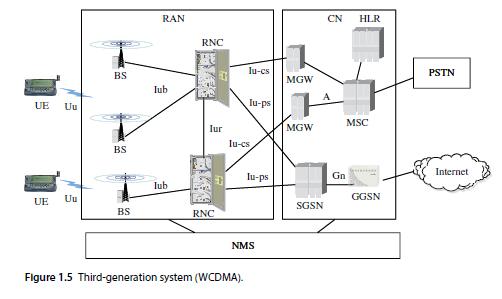 RAN
CN
HLR
RNC
Iu-cs
MGW
PSTN
BS
Iub
UE
Uu
Iu-ps
A
MSC
MGW
Iur
BS
Iu-cs
Iub
Iu-ps
Gn
Internet
UE
Uu
BS
RNC
SGSN
GGSN
NMS
Figure 1.5 Third-generation system (WCDMA).